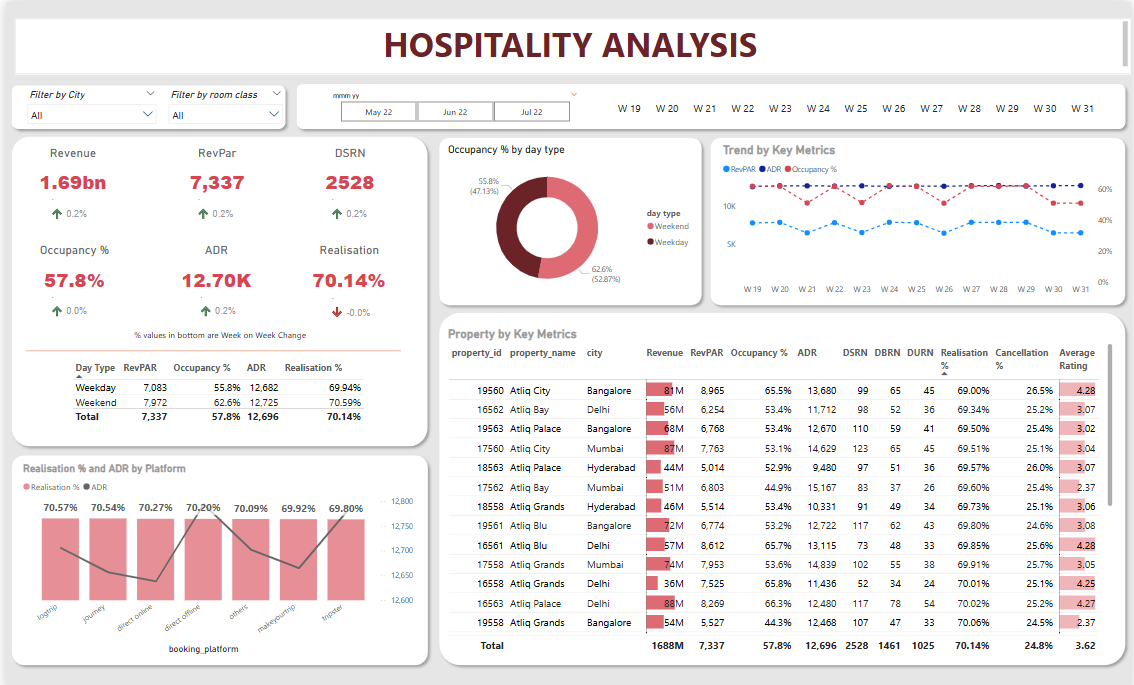 HOSPITALITY ANALYSIS
Filter by City
All
Filter by room class
All
mmm yy
May 22 Jun 22 Jul 22
W 19 W 20 W 21 W 22 W 23 W 24 W 25 W 26 W 27 W 28 W 29 W 30 W 31
Revenue RevPar DSRN
1.69bn 7,337 2528
0.2% 0.2% 0.2%
Occupancy % ADR Realisation
57.8% 12.70K 70.14%
0.0% 0.2% -0.0%
% values in bottom are Week on Week Change
Day Type RevPAR Occupancy % ADR Realisation %
Weekday 7,083 55.8% 12,682 69.94%
Weekend 7,972 62.6% 12,725 70.59%
Total 7,337 57.8% 12,696 70.14%
Realisation % and ADR by Platform
Realisation % ADR
70.57% 70.54% 70.27% 70.20% 70.09% 69.92% 69.80%
12,800
12,750
12,700
12,650
12,600
logtrip journey direct online direct offline others makeyourtrip tripster
booking_platform
Occupancy % by day type
55.8%
(47.13%)
62.6%
(52.87%)
day type
Weekend
Weekday
Trend by Key Metrics
RevPAR ADR Occupancy %
10K
5K
60%
40%
20%
0%
W 19 W 20 W 21 W 22 W 23 W 24 W 25 W 26 W 27 W 28 W 29 W 30 W 31
Property by Key Metrics
property_id property_name city Revenue RevPAR Occupancy % ADR DSRN DBRN DURN Realisation % Cancellation % Average Rating
19560 Atliq City Bangalore 81M 8,965 65.5% 13,680 99 65 45 69.00% 26.5% 4.28
16562 Atliq Bay Delhi 56M 6,254 53.4% 11,712 98 52 36 69.34% 25.2% 3.07
19563 Atliq Palace Bangalore 68M 6,768 53.4% 12,670 110 59 41 69.50% 25.4% 3.02
17560 Atliq City Mumbai 87M 7,763 53.1% 14,629 123 65 45 69.51% 25.1% 3.04
18563 Atliq Palace Hyderabad 44M 5,014 52.9% 9,480 97 51 36 69.57% 26.0% 3.07
17562 Atliq Bay Mumbai 51M 6,803 44.9% 15,167 83 37 26 69.60% 25.4% 2.37
18558 Atliq Grands Hyderabad 46M 5,514 53.4% 10,331 91 49 34 69.73% 25.1% 3.06
19561 Atliq Blu Bangalore 72M 6,774 53.2% 12,722 117 62 43 69.80% 24.6% 3.08
16561 Atliq Blu Delhi 57M 8,612 65.7% 13,115 73 48 33 69.85% 25.6% 4.28
17558 Atliq Grands Mumbai 74M 7,953 53.6% 14,839 102 55 38 69.91% 25.7% 3.05
16558 Atliq Grands Delhi 36M 7,525 65.8% 11,436 52 34 24 70.01% 25.1% 4.25
16563 Atliq Palace Delhi 88M 8,269 66.3% 12,480 117 78 54 70.02% 25.2% 4.27
19558 Atliq Grands Bangalore 54M 5,527 44.3% 12,468 107 47 33 70.06% 24.5% 2.37
Total 1688M 7,337 57.8% 12,696 2528 1461 1025 70.14% 24.8% 3.62